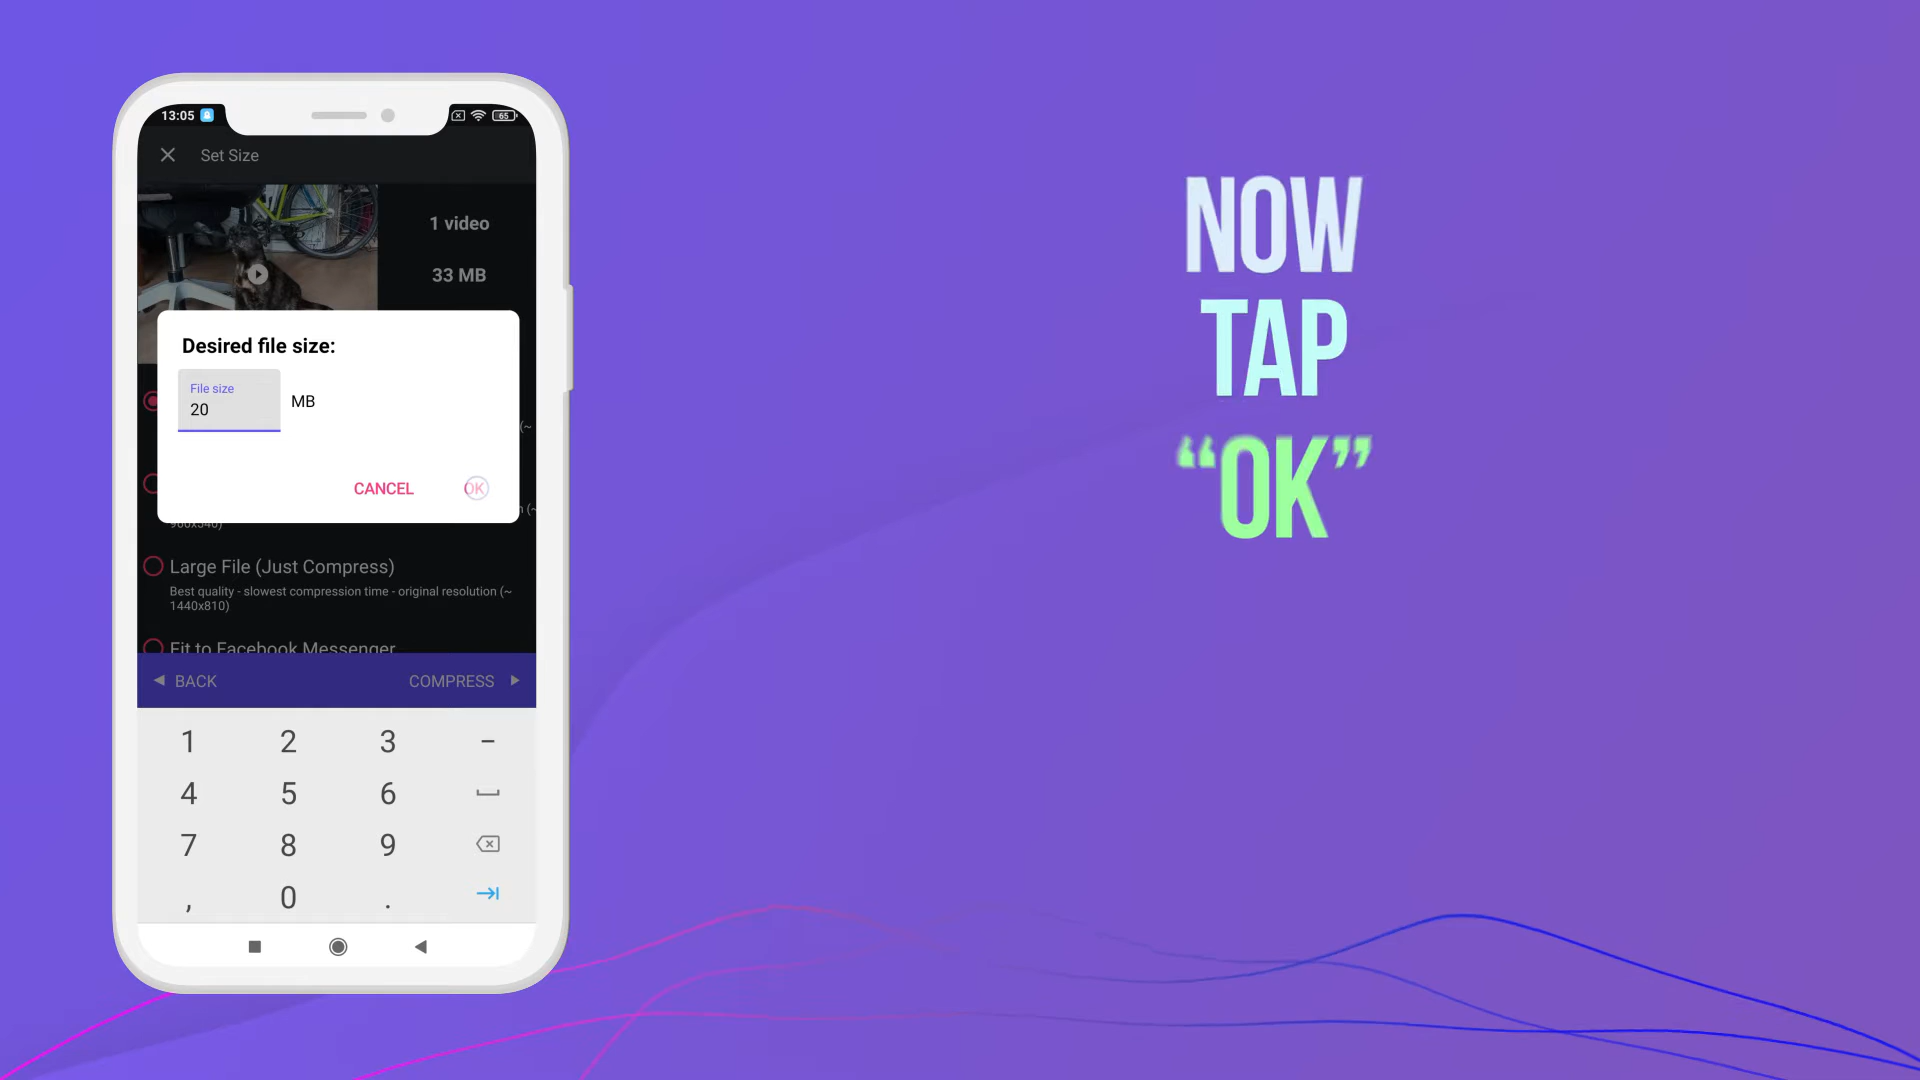 13:05
65
Set Size
1 video
33 MB
Desired file size:
File size
20
MB
CANCEL
OK
(~
960x540)
Large File (Just Compress)
Best quality - slowest compression time - original resolution (~
1440x810)
Fit to Facebook Messenger
BACK
COMPRESS
1
2
3
-
4
5
6
7
8
9
,
0
.
NOW
TAP
“OK”